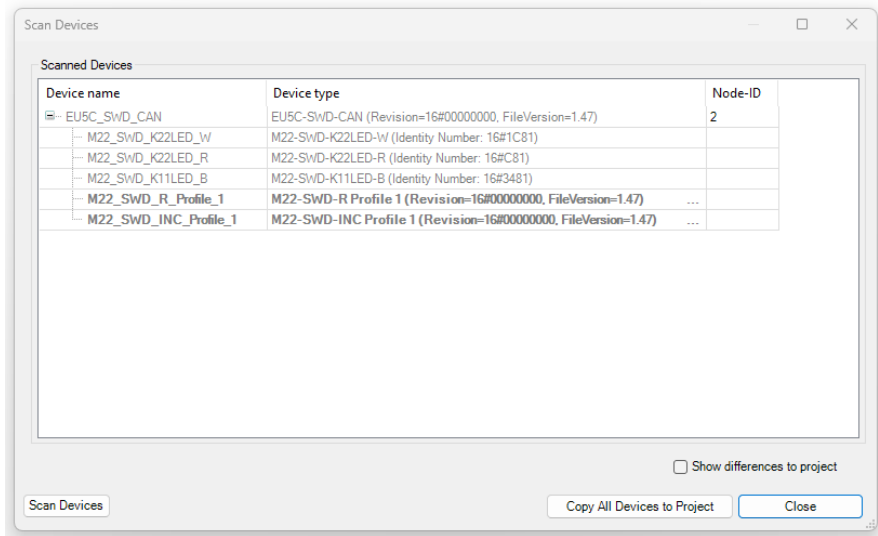 Scan Devices
Scanned Devices
Device name Device type Node-ID
EU5C_SWD_CAN EU5C-SWD-CAN (Revision=16#00000000, FileVersion=1.47) 2
M22_SWD_K22LED_W M22-SWD-K22LED-W (Identity Number: 16#1C81)
M22_SWD_K22LED_R M22-SWD-K22LED-R (Identity Number: 16#C81)
M22_SWD_K11LED_B M22-SWD-K11LED-B (Identity Number: 16#3481)
M22_SWD_R_Profile_1 M22-SWD-R Profile 1 (Revision=16#00000000, FileVersion=1.47) ...
M22_SWD_INC_Profile_1 M22-SWD-INC Profile 1 (Revision=16#00000000, FileVersion=1.47) ...
Show differences to project
Scan Devices Copy All Devices to Project Close